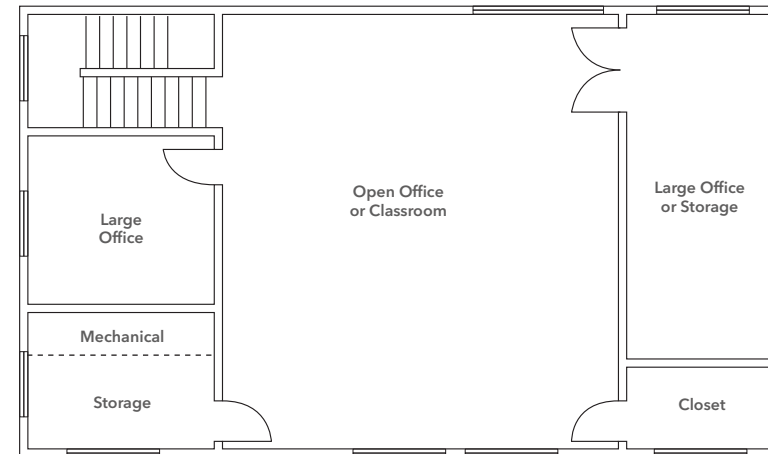 Open Office
or Classroom
Large Office
or Storage
Large
Office
Mechanical
Storage
Closet